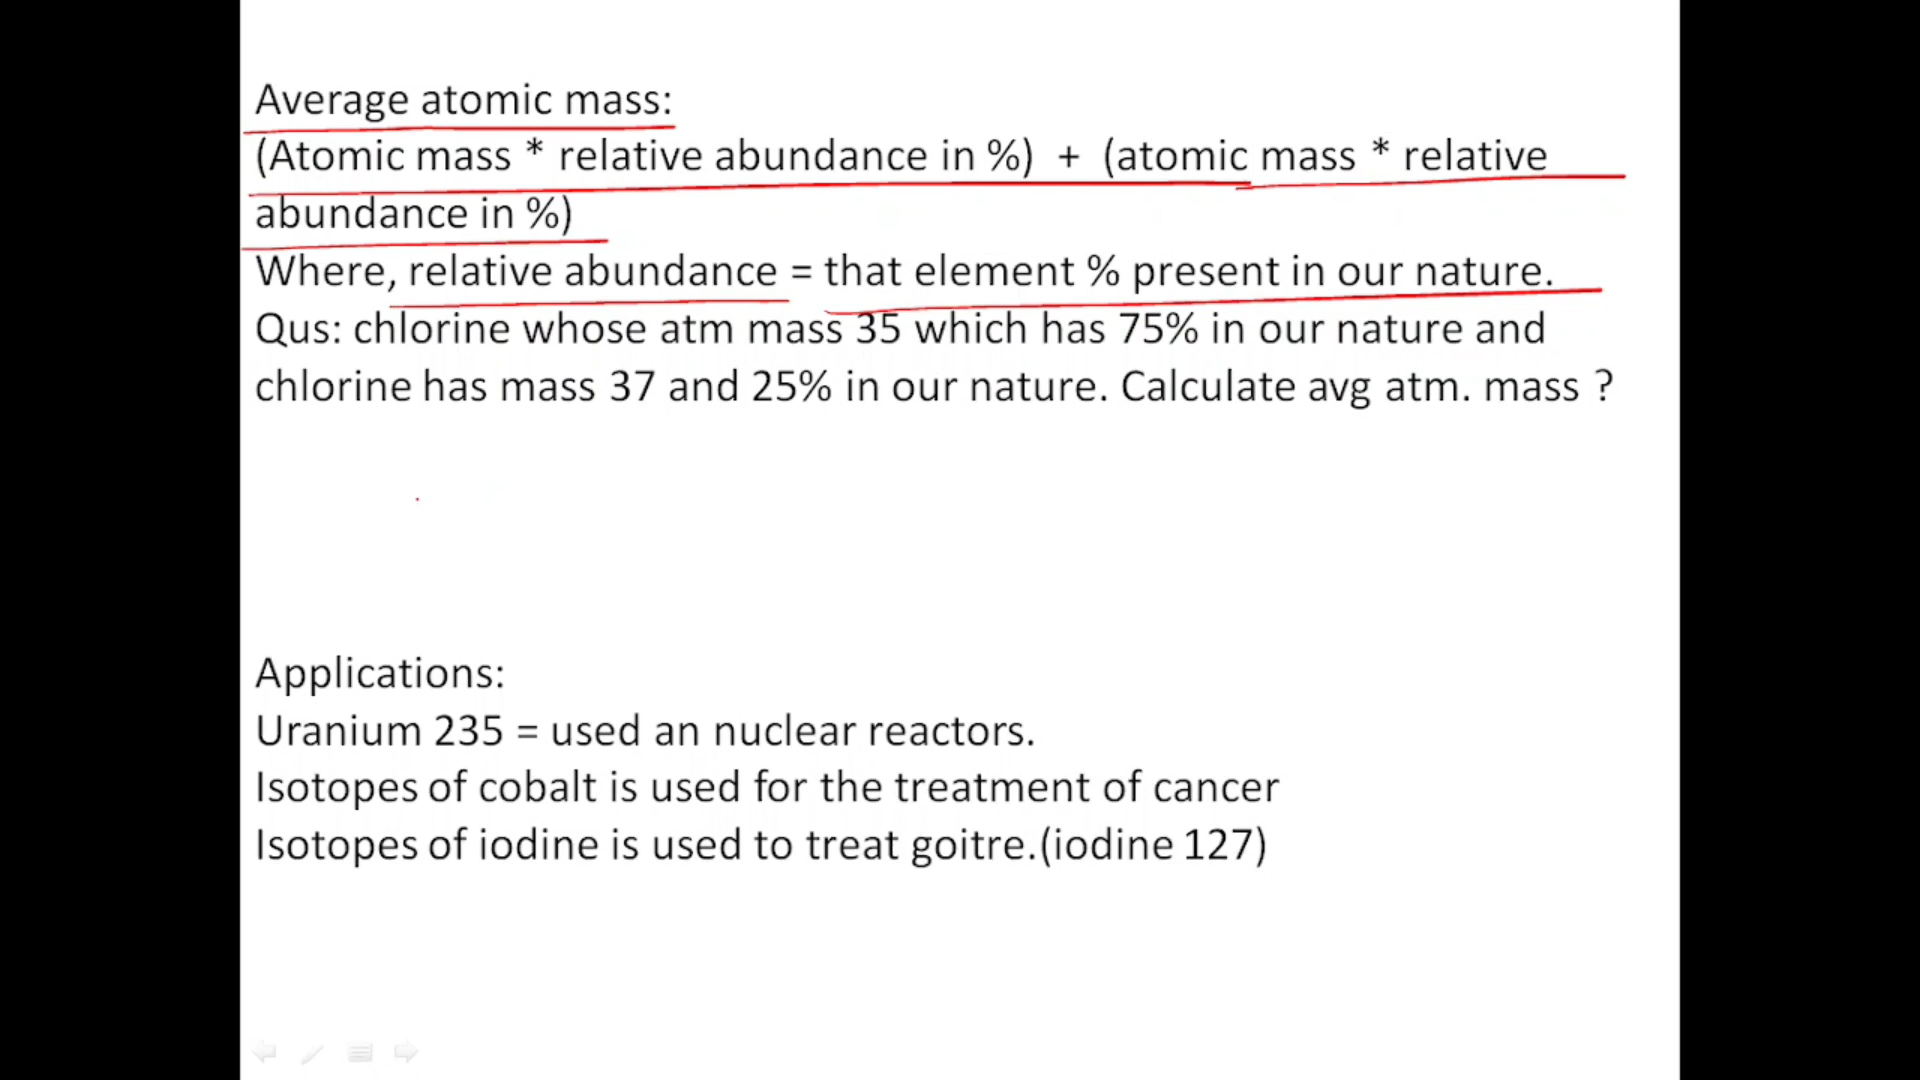 Average atomic mass:
(Atomic mass * relative abundance in %) + (atomic mass * relative
abundance in %)
Where, relative abundance = that element % present in our nature.
Qus: chlorine whose atm mass 35 which has 75% in our nature and
chlorine has mass 37 and 25% in our nature. Calculate avg atm. mass ?
Applications:
Uranium 235 = used an nuclear reactors.
Isotopes of cobalt is used for the treatment of cancer
Isotopes of iodine is used to treat goitre.(iodine 127)